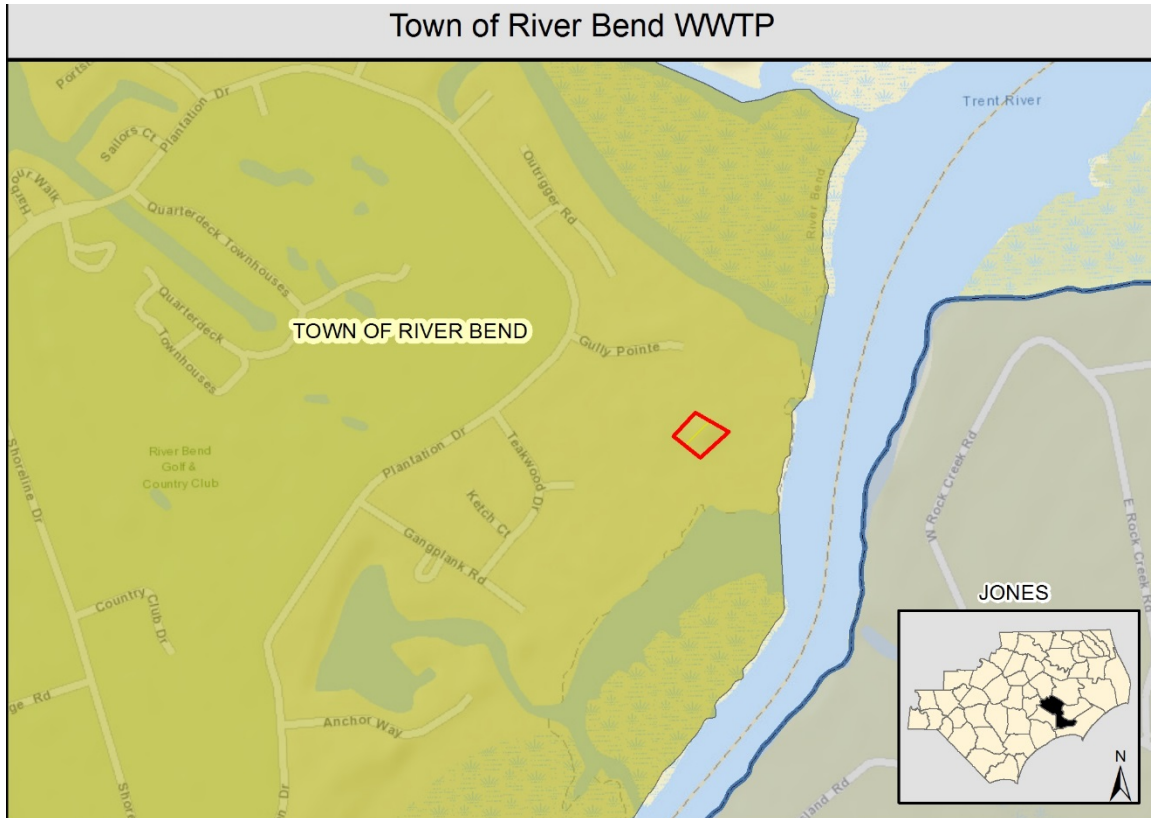 Town of River Bend WWTP
Plantation Dr
Sailors Ct
Trent River
Outrigger Rd
River Bend
Quarterdeck Townhouses
Quarterdeck
Townhouses
TOWN OF RIVER BEND
Gully Pointe
Plantation Dr
Teakwood Dr
Ketch Ct
Gangplank Rd
River Bend
Golf &
Country Club
Shoreline Dr
W Rock Creek Rd
E Rock Creek Rd
Country Club Dr
JONES
Anchor Way
N